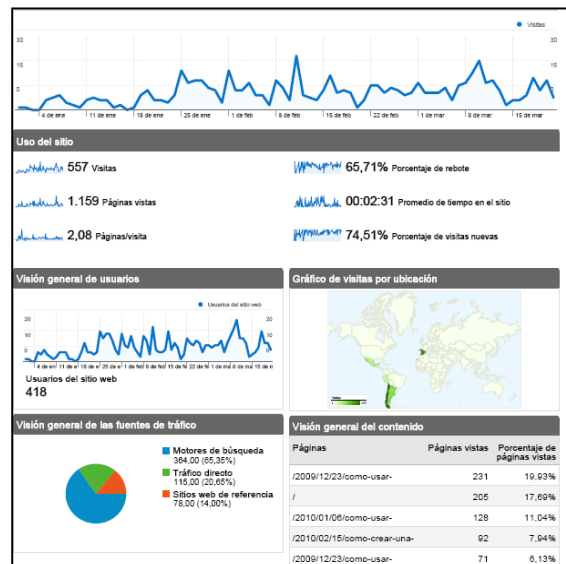 Visitas
30 30
15 15
0 0
4 de ene 11 de ene 18 de ene 25 de ene 1 de feb 8 de feb 15 de feb 22 de feb 1 de mar 8 de mar 15 de mar
Uso del sitio
557 Visitas
65,71% Porcentaje de rebote
1.159 Páginas vistas
00:02:31 Promedio de tiempo en el sitio
2,08 Páginas/visita
74,51% Porcentaje de visitas nuevas
Visión general de usuarios
Usuarios del sitio web
20 20
10 10
0 0
Usuarios del sitio web
418
Gráfico de visitas por ubicación
Visitas
Visión general de las fuentes de tráfico
Motores de búsqueda
364,00 (65,35%)
Tráfico directo
115,00 (20,65%)
Sitios web de referencia
78,00 (14,00%)
Visión general del contenido
Páginas Páginas vistas Porcentaje de
páginas vistas
/2009/12/23/como-usar- 231 19,93%
/ 205 17,69%
/2010/01/06/como-usar- 128 11,04%
/2010/02/15/como-crear-una- 92 7,94%
/2009/12/23/como-usar- 71 6,13%